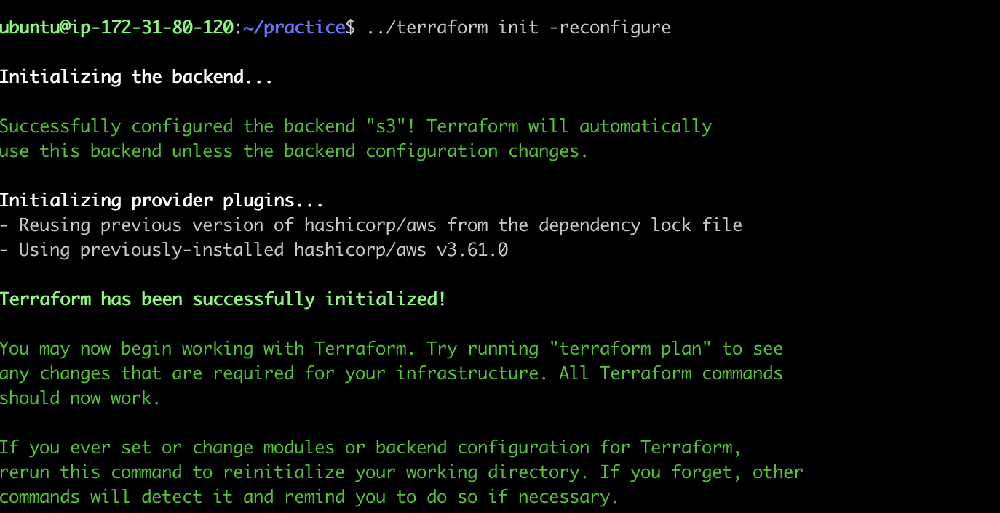 ubuntu@ip-172-31-80-120:~/practice$ ../terraform init -reconfigure
Initializing the backend...
Successfully configured the backend "s3"! Terraform will automatically
use this backend unless the backend configuration changes.
Initializing provider plugins...
- Reusing previous version of hashicorp/aws from the dependency lock file
- Using previously-installed hashicorp/aws v3.61.0
Terraform has been successfully initialized!
You may now begin working with Terraform. Try running "terraform plan" to see
any changes that are required for your infrastructure. All Terraform commands
should now work.
If you ever set or change modules or backend configuration for Terraform,
rerun this command to reinitialize your working directory. If you forget, other
commands will detect it and remind you to do so if necessary.